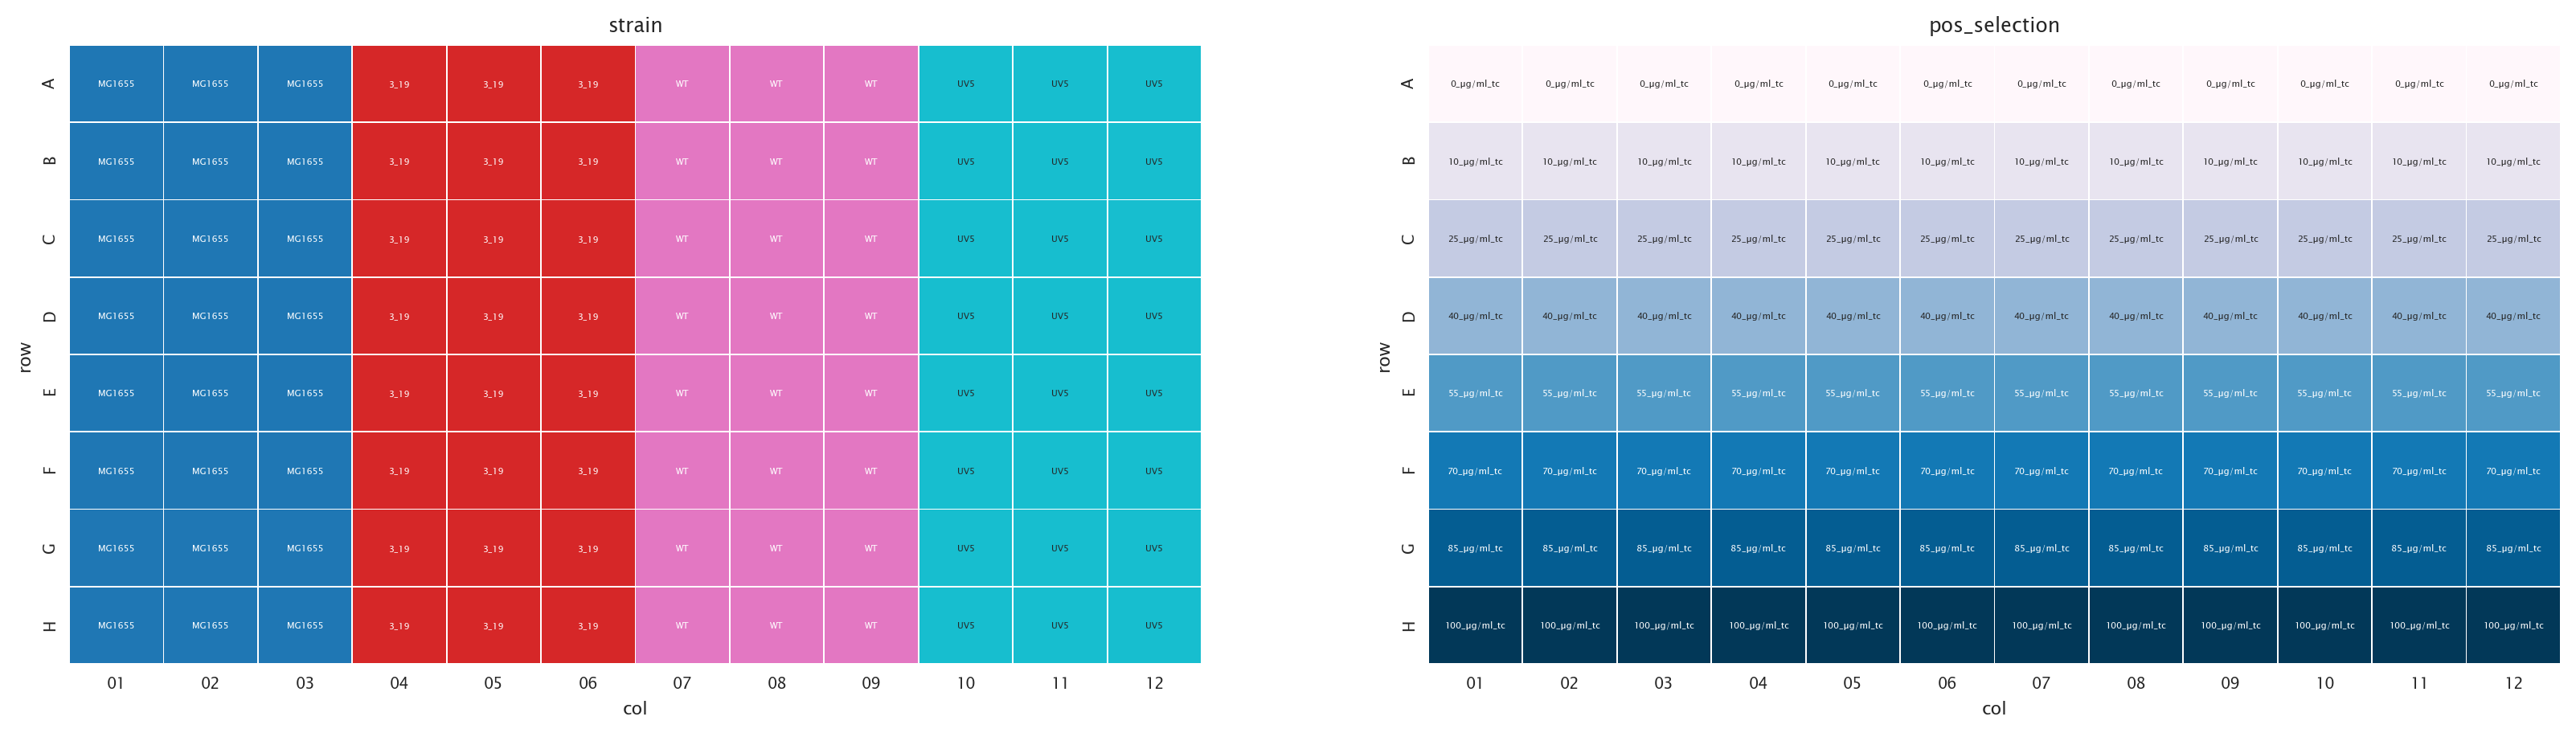 strain
A MG1655 MG1655 MG1655 3_19 3_19 3_19 WT WT WT UV5 UV5 UV5
B MG1655 MG1655 MG1655 3_19 3_19 3_19 WT WT WT UV5 UV5 UV5
C MG1655 MG1655 MG1655 3_19 3_19 3_19 WT WT WT UV5 UV5 UV5
D MG1655 MG1655 MG1655 3_19 3_19 3_19 WT WT WT UV5 UV5 UV5
row
E MG1655 MG1655 MG1655 3_19 3_19 3_19 WT WT WT UV5 UV5 UV5
F MG1655 MG1655 MG1655 3_19 3_19 3_19 WT WT WT UV5 UV5 UV5
G MG1655 MG1655 MG1655 3_19 3_19 3_19 WT WT WT UV5 UV5 UV5
H MG1655 MG1655 MG1655 3_19 3_19 3_19 WT WT WT UV5 UV5 UV5
01 02 03 04 05 06 07 08 09 10 11 12
col
pos_selection
A 0_µg/ml_tc 0_µg/ml_tc 0_µg/ml_tc 0_µg/ml_tc 0_µg/ml_tc 0_µg/ml_tc 0_µg/ml_tc 0_µg/ml_tc 0_µg/ml_tc 0_µg/ml_tc 0_µg/ml_tc 0_µg/ml_tc
B 10_µg/ml_tc 10_µg/ml_tc 10_µg/ml_tc 10_µg/ml_tc 10_µg/ml_tc 10_µg/ml_tc 10_µg/ml_tc 10_µg/ml_tc 10_µg/ml_tc 10_µg/ml_tc 10_µg/ml_tc 10_µg/ml_tc
C 25_µg/ml_tc 25_µg/ml_tc 25_µg/ml_tc 25_µg/ml_tc 25_µg/ml_tc 25_µg/ml_tc 25_µg/ml_tc 25_µg/ml_tc 25_µg/ml_tc 25_µg/ml_tc 25_µg/ml_tc 25_µg/ml_tc
D 40_µg/ml_tc 40_µg/ml_tc 40_µg/ml_tc 40_µg/ml_tc 40_µg/ml_tc 40_µg/ml_tc 40_µg/ml_tc 40_µg/ml_tc 40_µg/ml_tc 40_µg/ml_tc 40_µg/ml_tc 40_µg/ml_tc
row
E 55_µg/ml_tc 55_µg/ml_tc 55_µg/ml_tc 55_µg/ml_tc 55_µg/ml_tc 55_µg/ml_tc 55_µg/ml_tc 55_µg/ml_tc 55_µg/ml_tc 55_µg/ml_tc 55_µg/ml_tc 55_µg/ml_tc
F 70_µg/ml_tc 70_µg/ml_tc 70_µg/ml_tc 70_µg/ml_tc 70_µg/ml_tc 70_µg/ml_tc 70_µg/ml_tc 70_µg/ml_tc 70_µg/ml_tc 70_µg/ml_tc 70_µg/ml_tc 70_µg/ml_tc
G 85_µg/ml_tc 85_µg/ml_tc 85_µg/ml_tc 85_µg/ml_tc 85_µg/ml_tc 85_µg/ml_tc 85_µg/ml_tc 85_µg/ml_tc 85_µg/ml_tc 85_µg/ml_tc 85_µg/ml_tc 85_µg/ml_tc
H 100_µg/ml_tc 100_µg/ml_tc 100_µg/ml_tc 100_µg/ml_tc 100_µg/ml_tc 100_µg/ml_tc 100_µg/ml_tc 100_µg/ml_tc 100_µg/ml_tc 100_µg/ml_tc 100_µg/ml_tc 100_µg/ml_tc
01 02 03 04 05 06 07 08 09 10 11 12
col